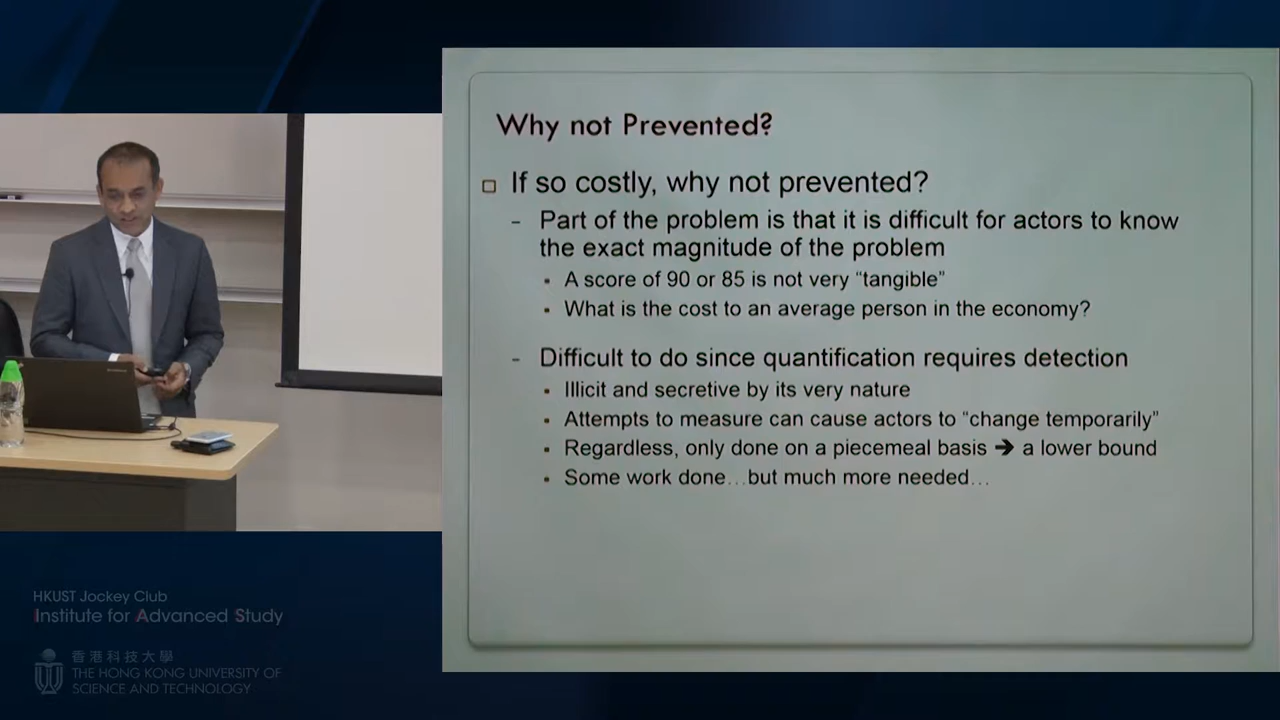 Why not Prevented?
If so costly, why not prevented?
- Part of the problem is that it is difficult for actors to know
the exact magnitude of the problem
▪ A score of 90 or 85 is not very “tangible”
▪ What is the cost to an average person in the economy?
- Difficult to do since quantification requires detection
▪ Illicit and secretive by its very nature
▪ Attempts to measure can cause actors to “change temporarily”
▪ Regardless, only done on a piecemeal basis ➔ a lower bound
▪ Some work done…but much more needed…
HKUST Jockey Club
Institute for Advanced Study
香港科技大學
THE HONG KONG UNIVERSITY OF
SCIENCE AND TECHNOLOGY